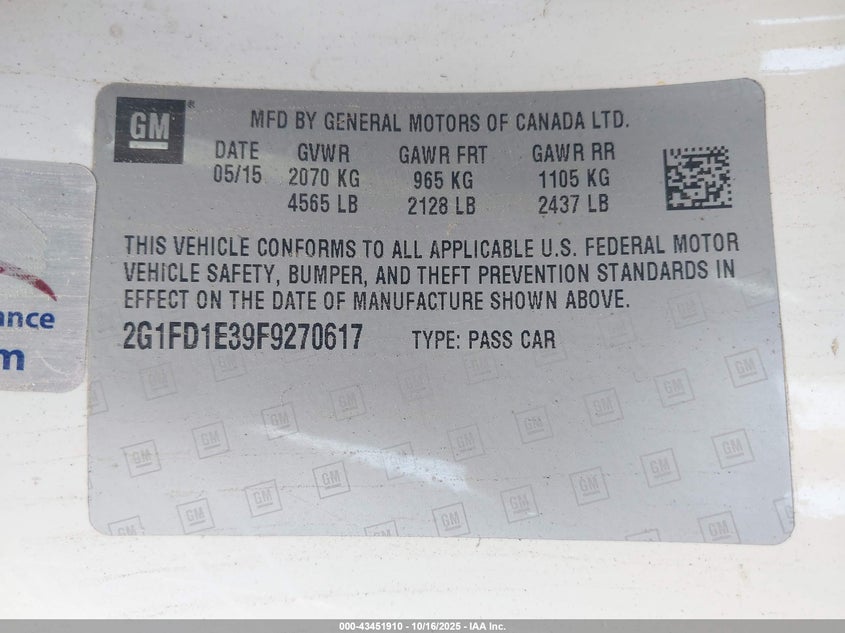 GM
MFD BY GENERAL MOTORS OF CANADA LTD.
DATE GVWR GAWR FRT GAWR RR
05/15 2070 KG 965 KG 1105 KG
4565 LB 2128 LB 2437 LB
THIS VEHICLE CONFORMS TO ALL APPLICABLE U.S. FEDERAL MOTOR
VEHICLE SAFETY, BUMPER, AND THEFT PREVENTION STANDARDS IN
EFFECT ON THE DATE OF MANUFACTURE SHOWN ABOVE.
2G1FD1E39F9270617 TYPE: PASS CAR
ance
m
000-43451910 - 10/16/2025 - IAA Inc.